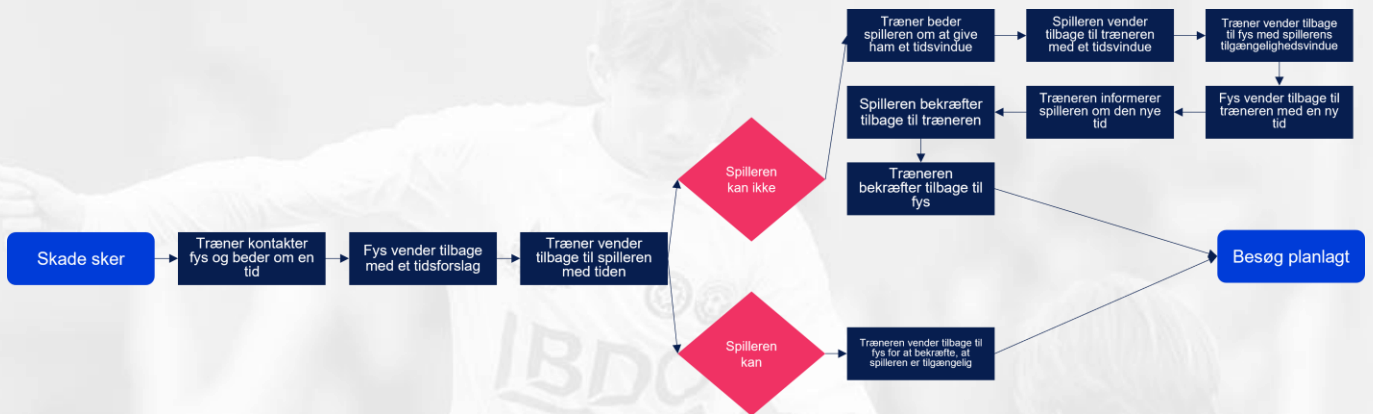 Skade sker
Træner kontakter
fys og beder om en
tid
Fys vender tilbage
med et tidsforslag
Træner vender
tilbage til spilleren
med tiden
Spilleren
kan ikke
Træner beder
spilleren om at give
ham et tidsvindue
Spilleren vender
tilbage til træneren
med et tidsvindue
Træner vender tilbage
til fys med spillerens
tilgængelighedsvindue
Fys vender tilbage til
træneren med en ny
tid
Træneren informerer
spilleren om den nye
tid
Spilleren bekræfter
tilbage til træneren
Træneren
bekræfter tilbage til
fys
Spilleren
kan
Træneren vender tilbage til
fys for at bekræfte, at
spilleren er tilgængelig
Besøg planlagt
IBDO